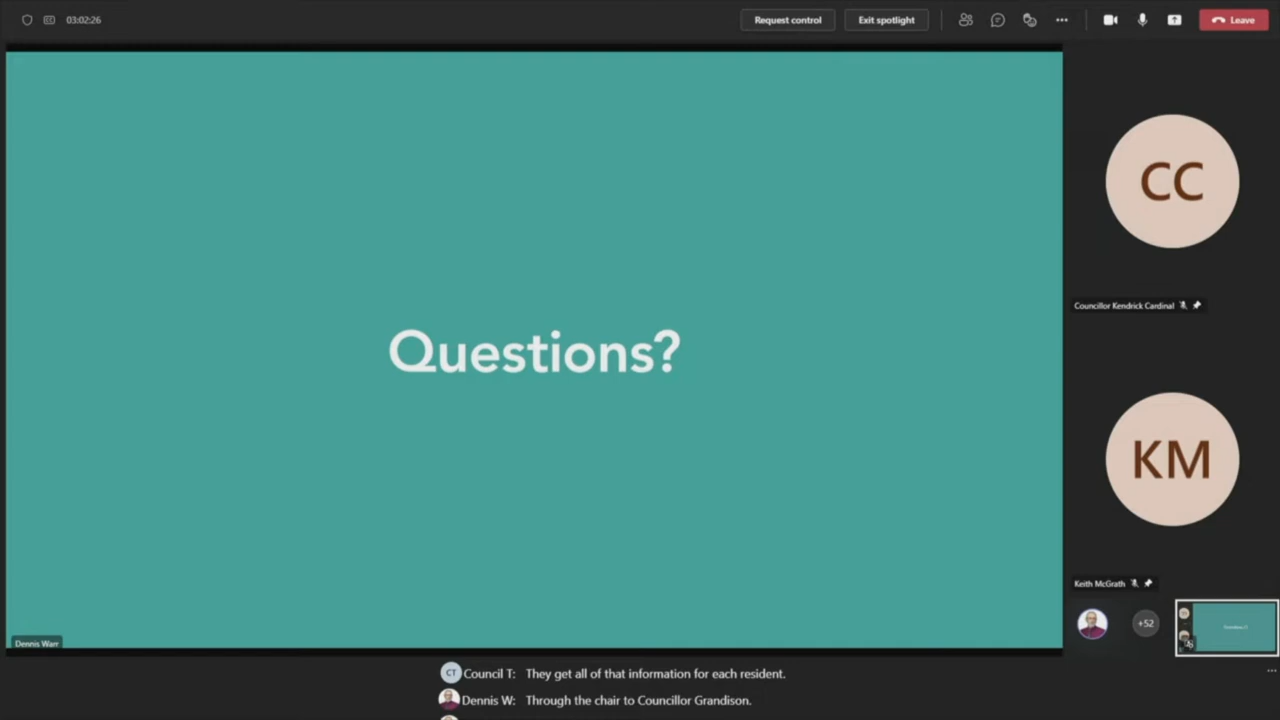 03:02:26
Request control
Exit spotlight
Leave
Questions?
CC
Councillor Kendrick Cardinal
KM
Keith McGrath
+52
Dennis Warr
CT Council T: They get all of that information for each resident.
Dennis W: Through the chair to Councillor Grandison.